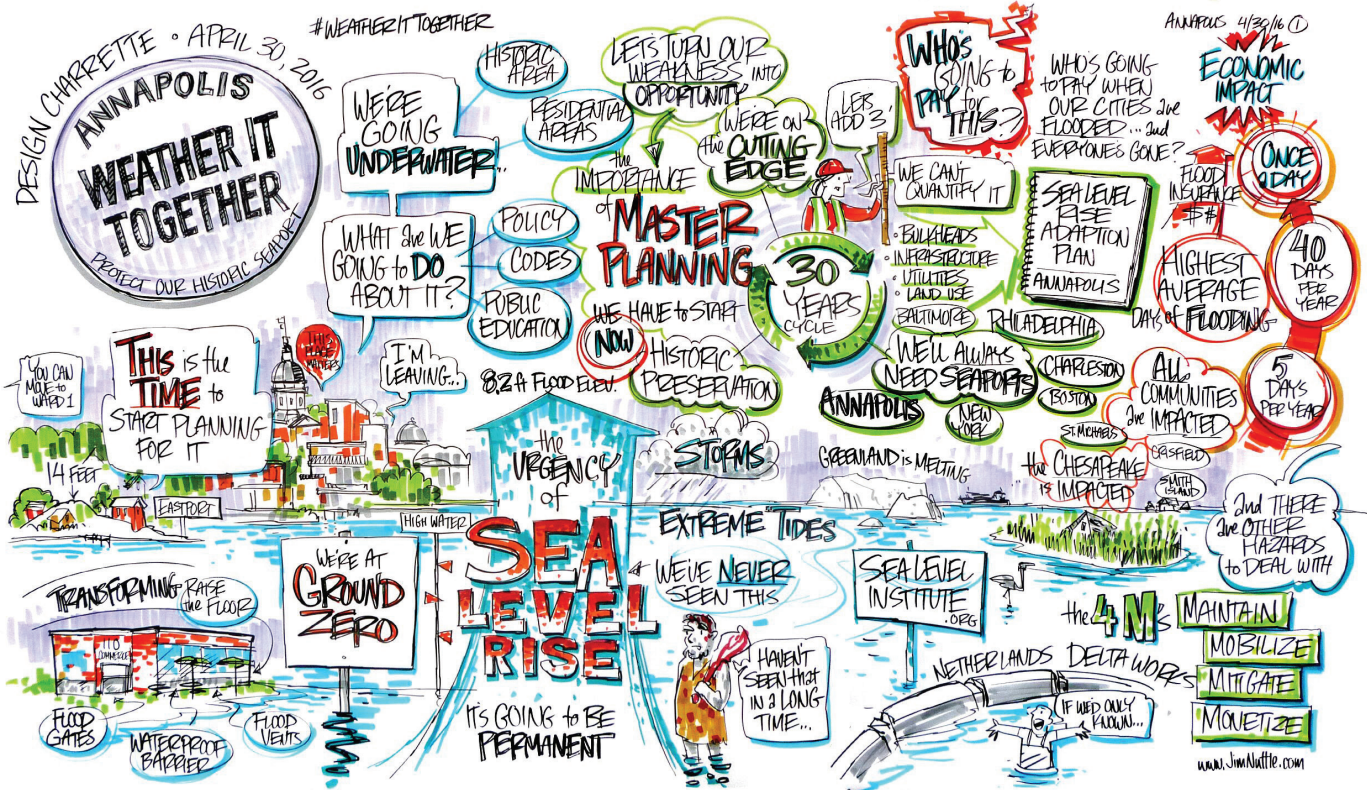 DESIGN CHARRETTE • APRIL 30, 2016
ANNAPOLIS
WEATHER IT
TOGETHER
PROTECT OUR HISTORIC SEAPORT
#WEATHERITTOGETHER
WE'RE
GOING
UNDERWATER..
HISTORIC
AREA
RESIDENTIAL
AREAS
WHAT are WE
GOING to DO
ABOUT IT?
POLICY
CODES
PUBLIC
EDUCATION
LET'S TURN OUR
WEAKNESS INTO
OPPORTUNITY
WE'RE ON
the CUTTING
EDGE
the
IMPORTANCE
of MASTER
PLANNING
WE HAVE to START
NOW
HISTORIC
PRESERVATION
30
YEARS
CYCLE
LEB
ADD 3
WHO'S
GOING to
PAY for
THIS?
WHO'S GOING
to PAY WHEN
OUR CITIES are
FLOODED... and
EVERYONE'S GONE?
WE CAN'T
QUANTIFY IT
• BULKHEADS
• INFRASTRUCTURE
• UTILITIES
• LAND USE
SEA LEVEL
RISE
ADAPTION
PLAN
ANNAPOLIS
ANNAPOLIS 4/30/16 1
ECONOMIC
IMPACT
FLOOD
INSURANCE
$$
ONCE
a DAY
40
DAYS
PER
YEAR
5
DAYS
PER YEAR
HIGHEST
AVERAGE
DAYS of FLOODING
BALTIMORE
PHILADELPHIA
WE'LL ALWAYS
NEED SEAPORTS
CHARLESTON
BOSTON
ANNAPOLIS
NEW
YORK
ST. MICHAELS
ALL
COMMUNITIES
are IMPACTED
the CHESAPEAKE
is IMPACTED
CRISFIELD
SMITH
ISLAND
and THERE
are OTHER
HAZARDS
to DEAL WITH
YOU CAN
MOVE to
WARD 1
THIS is the
TIME to
START PLANNING
FOR IT
THIS
PLACE
MATTERS
I'M
LEAVING...
8.2 ft FLOOD ELEV.
14 FEET
EASTPORT
HIGH WATER
the
URGENCY
of
SEA
LEVEL
RISE
IT'S GOING to BE
PERMANENT
STORMS
GREENLAND is MELTING
EXTREME TIDES
WE'VE NEVER
SEEN THIS
HAVEN'T
SEEN that
IN a LONG
TIME...
WE'RE AT
GROUND
ZERO
TRANSFORMING
RAISE
the FLOOR
110
COMMERCE
FLOOD
GATES
WATERPROOF
BARRIER
FLOOD
VENTS
SEA LEVEL
INSTITUTE
.ORG
NETHERLANDS DELTA WORKS
IF WE'D ONLY
KNOWN...
the 4 M's
MAINTAIN
MOBILIZE
MITIGATE
MONETIZE
www.JimNuttle.com